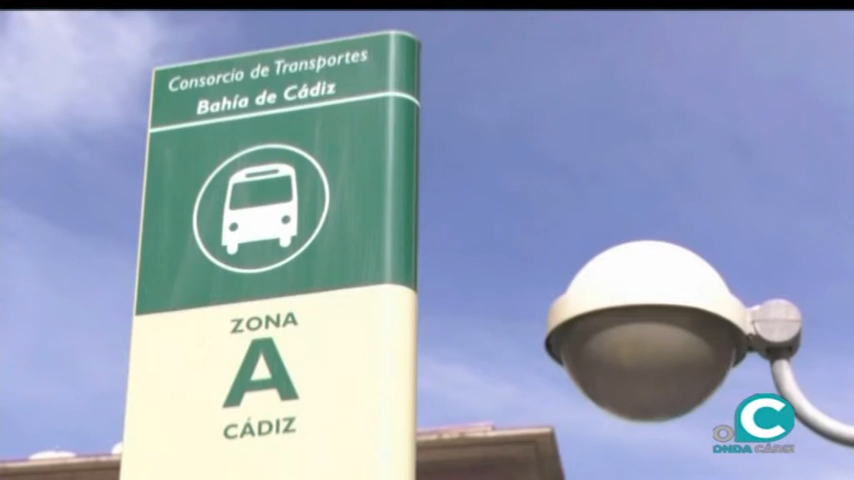 Consorcio de Transportes
Bahía de Cádiz
ZONA
A
CÁDIZ
C
ONDA CÁDIZ